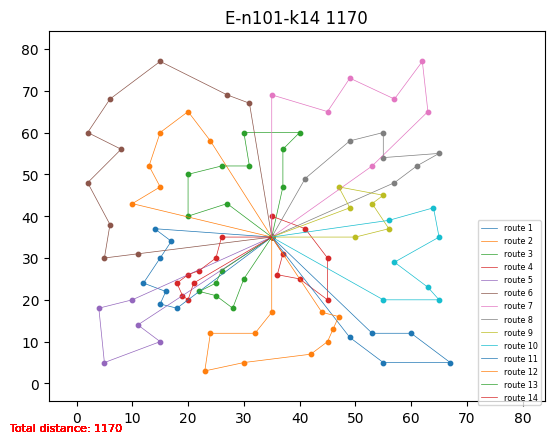 E-n101-k14 1170
80
70
60
50
40
30
20
10
0
route 1
route 2
route 3
route 4
route 5
route 6
route 7
route 8
route 9
route 10
route 11
route 12
route 13
route 14
0 10 20 30 40 50 60 70 80
Total distance: 1170